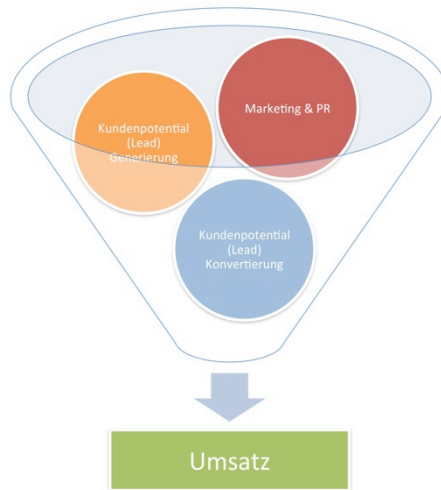 Marketing & PR
Kundenpotential
(Lead)
Generierung
Kundenpotential
(Lead)
Konvertierung
Umsatz